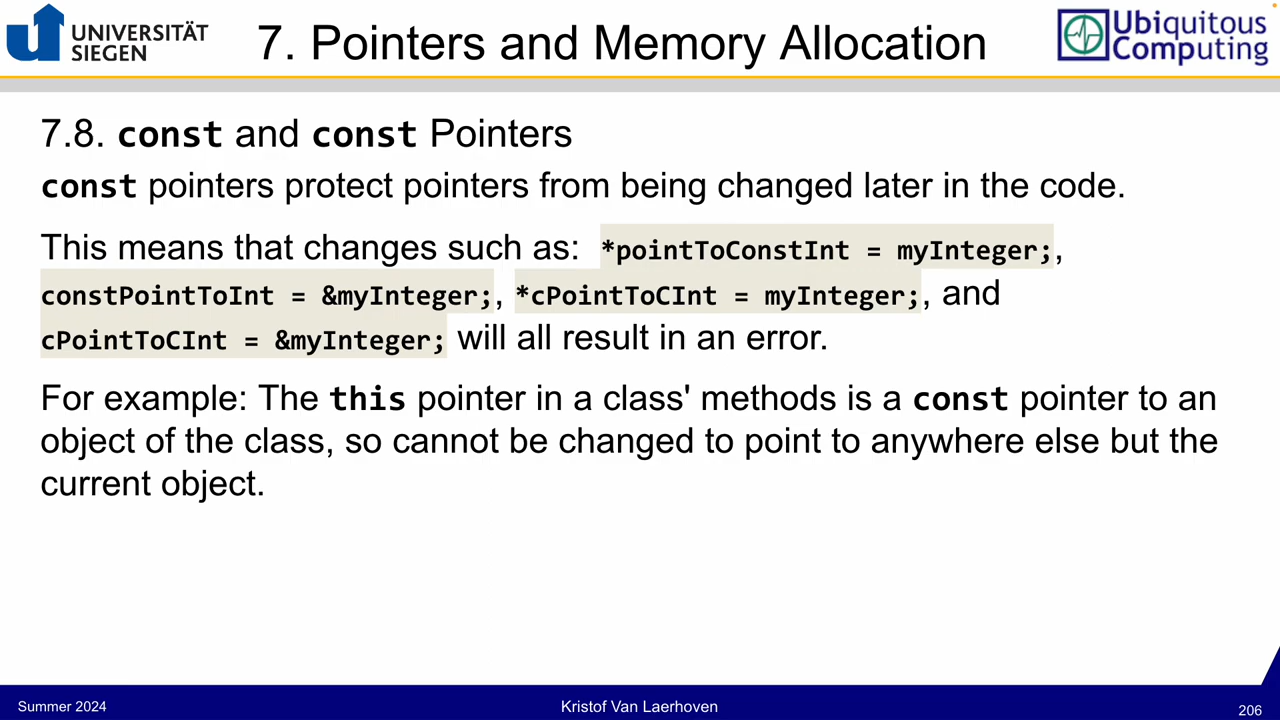 UNIVERSITÄT
SIEGEN
7. Pointers and Memory Allocation
Ubiquitous
Computing
7.8. const and const Pointers
const pointers protect pointers from being changed later in the code.
This means that changes such as: *pointToConstInt = myInteger;,
constPointToInt = &myInteger;, *cPointToCInt = myInteger;, and
cPointToCInt = &myInteger; will all result in an error.
For example: The this pointer in a class' methods is a const pointer to an
object of the class, so cannot be changed to point to anywhere else but the
current object.
Summer 2024
Kristof Van Laerhoven
206